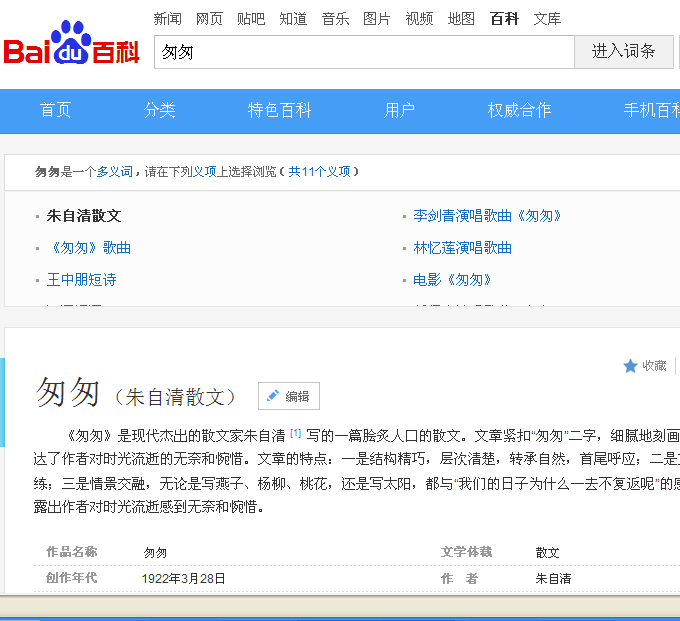 新闻 网页 贴吧 知道 音乐 图片 视频 地图 百科 文库
Bai du 百科
匆匆 进入词条
首页 分类 特色百科 用户 权威合作 手机百科
匆匆是一个多义词，请在下列义项上选择浏览（共11个义项）
朱自清散文 李剑青演唱歌曲《匆匆》
《匆匆》歌曲 林忆莲演唱歌曲
王中朋短诗 电影《匆匆》
收藏
匆匆（朱自清散文） 编辑
《匆匆》是现代杰出的散文家朱自清 [1] 写的一篇脍炙人口的散文。文章紧扣“匆匆”二字，细腻地刻画
达了作者对时光流逝的无奈和惋惜。文章的特点：一是结构精巧，层次清楚，转承自然，首尾呼应；二是
练；三是情景交融，无论是写燕子、杨柳、桃花，还是写太阳，都与“我们的日子为什么一去不复返呢”的感
露出作者对时光流逝感到无奈和惋惜。
作品名称 匆匆 文学体裁 散文
创作年代 1922年3月28日 作 者 朱自清